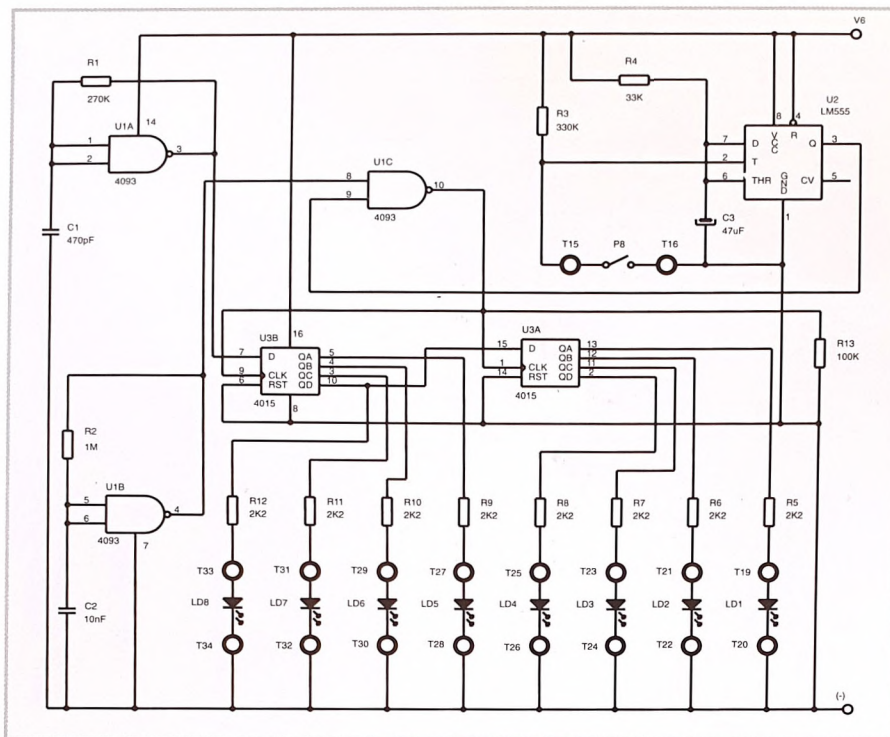 V6
R1
270K
U1A
14
1
2
3
4093
R4
33K
R3
330K
U2
LM555
8
4
VCC
R
7
D
Q
3
2
T
6
THR
GND
CV
5
1
U1C
8
9
10
4093
C1
470pF
C3
47uF
T15
P8
T16
U3B
16
7
D
QA
5
QB
4
9
CLK
QC
3
6
RST
QD
10
4015
8
U3A
15
D
QA
13
QB
12
1
CLK
QC
11
14
RST
QD
2
4015
R13
100K
R2
1M
U1B
5
6
4
4093
7
C2
10nF
R12
2K2
R11
2K2
R10
2K2
R9
2K2
R8
2K2
R7
2K2
R6
2K2
R5
2K2
T33
T31
T29
T27
T25
T23
T21
T19
LD8
LD7
LD6
LD5
LD4
LD3
LD2
LD1
T34
T32
T30
T28
T26
T24
T22
T20
(-)